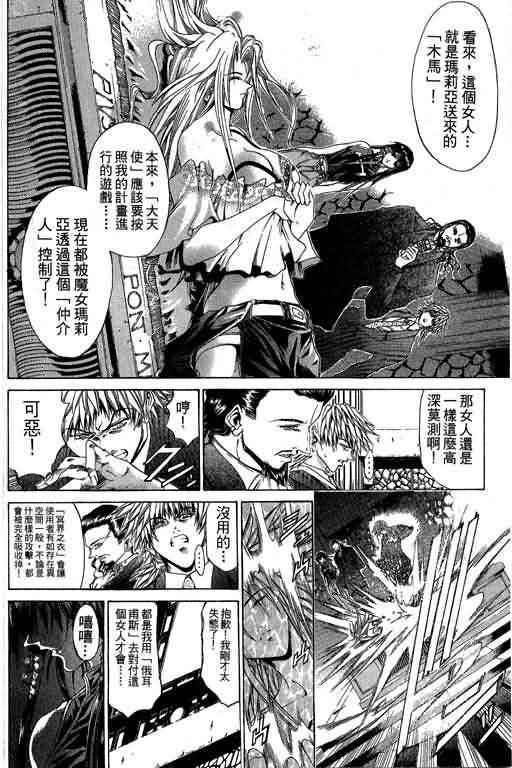 看來，這個女人…
就是瑪莉亞送來的
「木馬」！
本來，「大天
使」應該要按
照我的計畫進
行的遊戲……
現在都被魔女瑪莉
亞透過這個「仲介
人」控制了！
PON·M
那女人還是
一樣這麼高
深莫測啊！
…
哼！
可惡！
沒用的…
…
「冥界之衣」會讓
使用者有如存在異
空間一般，不論是
什麼樣的攻擊，都
會被完全吸收掉！
抱歉！我剛才太
失態了！
都是我用「俄耳
甫斯」去對付這
個女人才會……
嘻嘻…